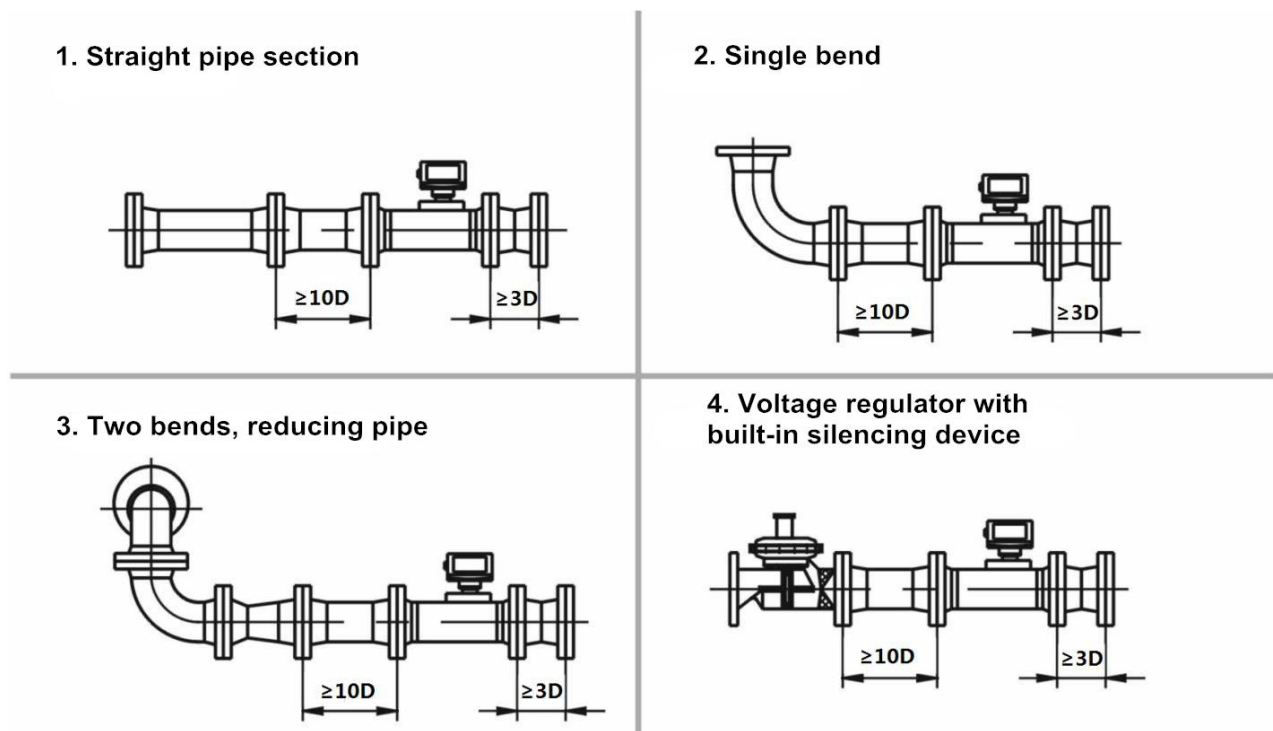 1. Straight pipe section
≥10D
≥3D
2. Single bend
≥10D
≥3D
3. Two bends, reducing pipe
≥10D
≥3D
4. Voltage regulator with
built-in silencing device
≥10D
≥3D